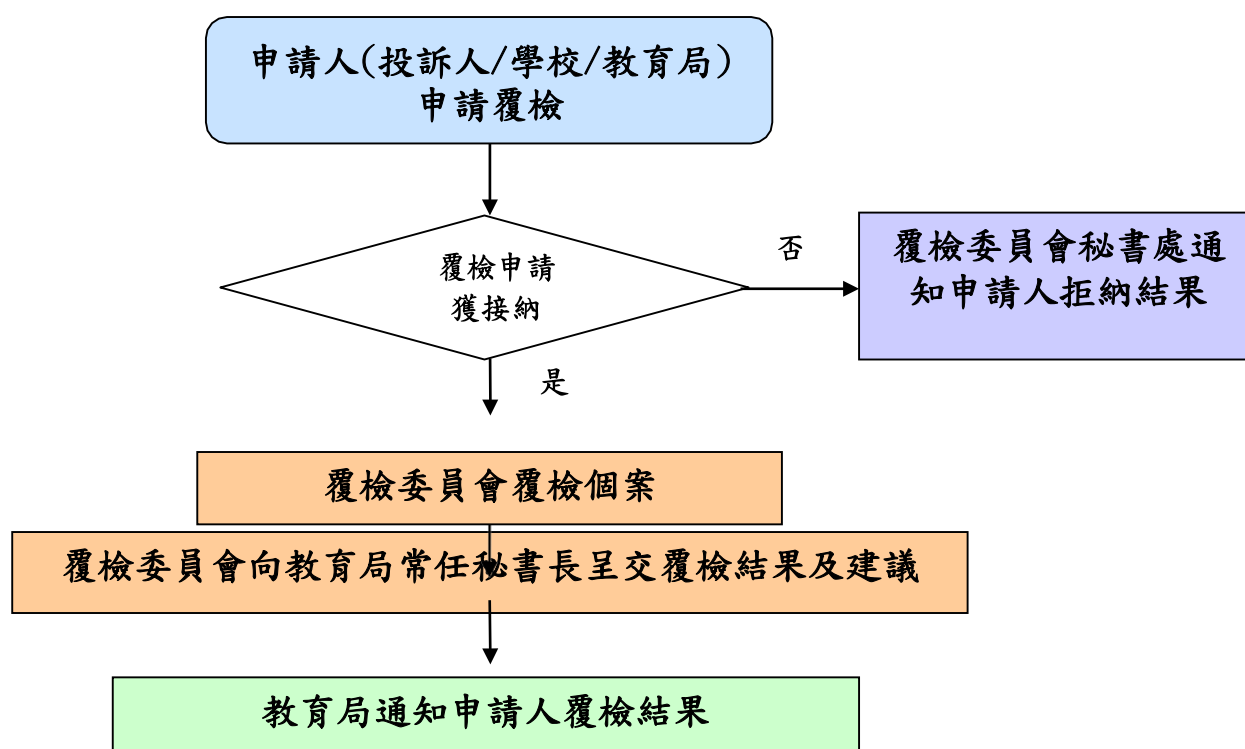 申請人(投訴人/學校/教育局)
申請覆檢
覆檢申請
獲接納
否
覆檢委員會秘書處通
知申請人拒納結果
是
覆檢委員會覆檢個案
覆檢委員會向教育局常任秘書長呈交覆檢結果及建議
教育局通知申請人覆檢結果